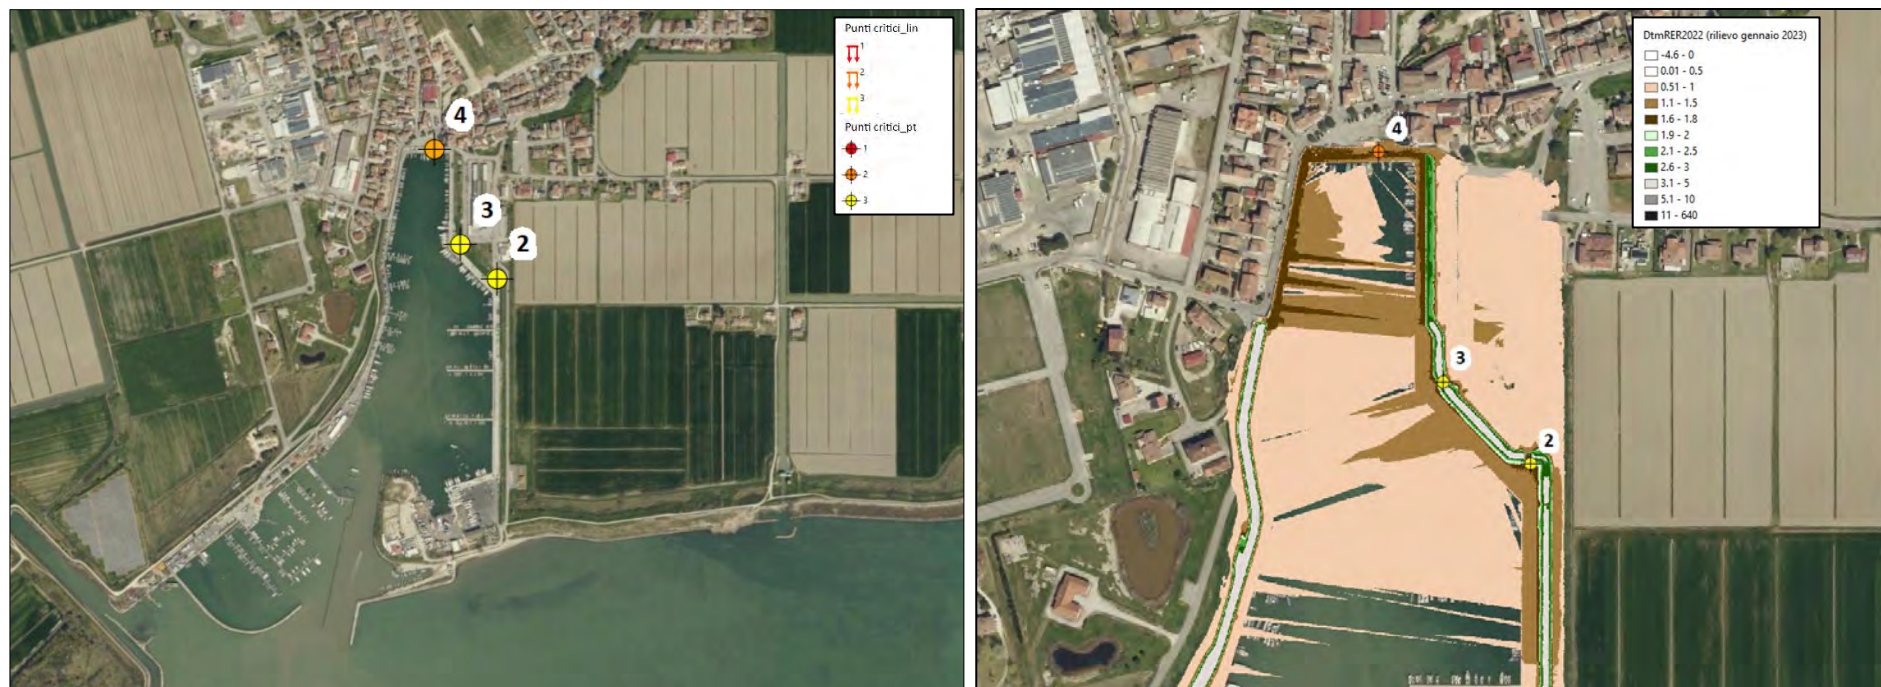 Punti critici_lin
1
2
3
Punti critici_pt
1
2
3
4
3
2
DtmRER2022 (rilievo gennaio 2023)
-4.6 - 0
0.01 - 0.5
0.51 - 1
1.1 - 1.5
1.6 - 1.8
1.9 - 2
2.1 - 2.5
2.6 - 3
3.1 - 5
5.1 - 10
11 - 640
4
3
2